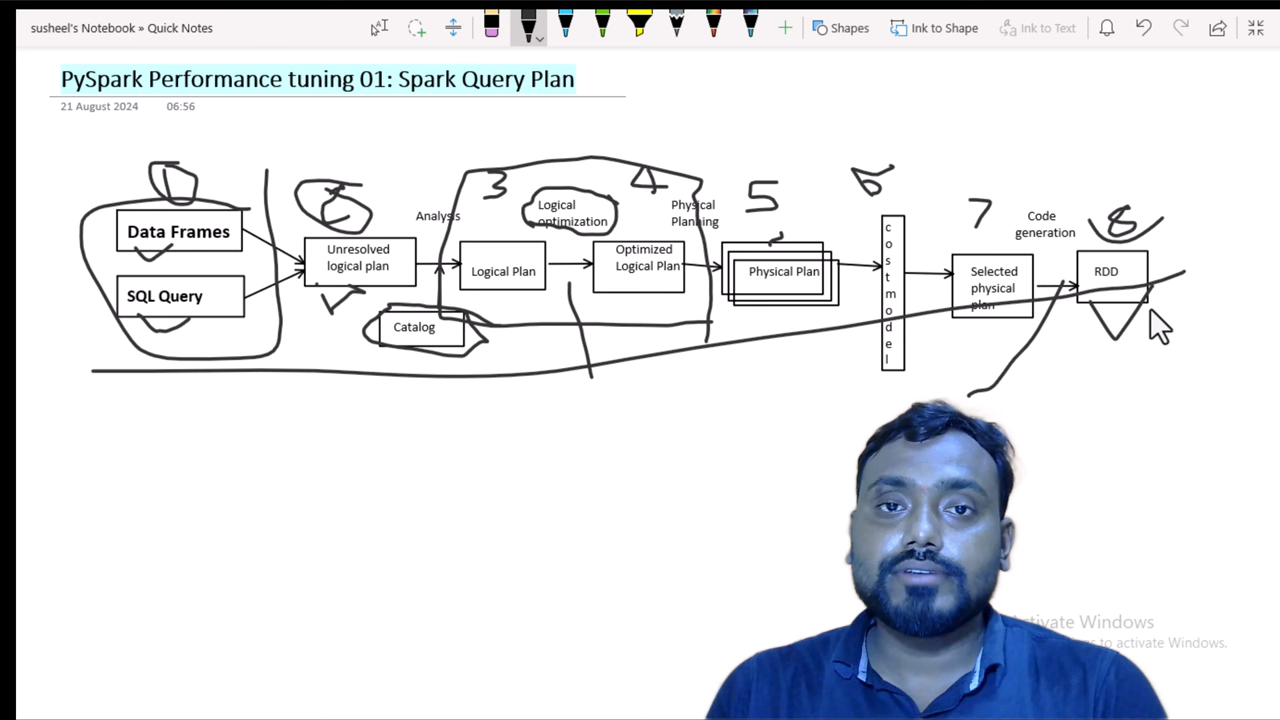 susheel's Notebook » Quick Notes
Shapes
Ink to Shape
Ink to Text
PySpark Performance tuning 01: Spark Query Plan
21 August 2024 06:56
1
3
4
5
6
7
8
Data Frames
SQL Query
Unresolved
logical plan
Analysis
Catalog
Logical Plan
Logical
optimization
Optimized
Logical Plan
Physical
Planning
Physical Plan
c
o
s
t
m
o
d
e
l
Selected
physical
plan
Code
generation
RDD
Activate Windows
to activate Windows.